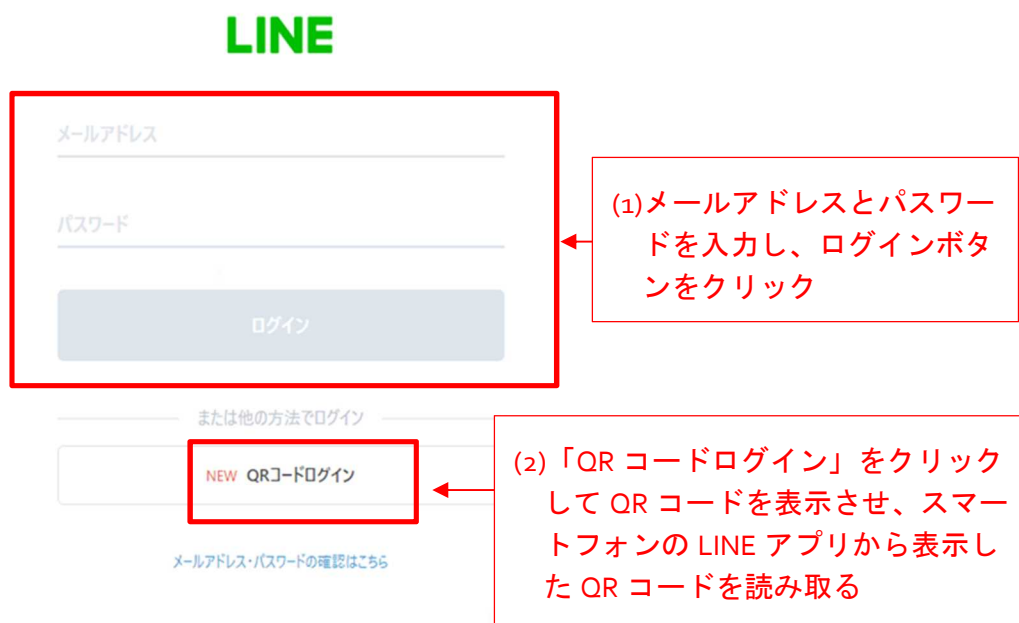 LINE
メールアドレス
パスワード
ログイン
(1)メールアドレスとパスワー
ドを入力し、ログインボタ
ンをクリック
または他の方法でログイン
NEW QRコードログイン
(2)「QR コードログイン」をクリック
して QR コードを表示させ、スマー
トフォンの LINE アプリから表示し
た QR コードを読み取る
メールアドレス・パスワードの確認はこちら